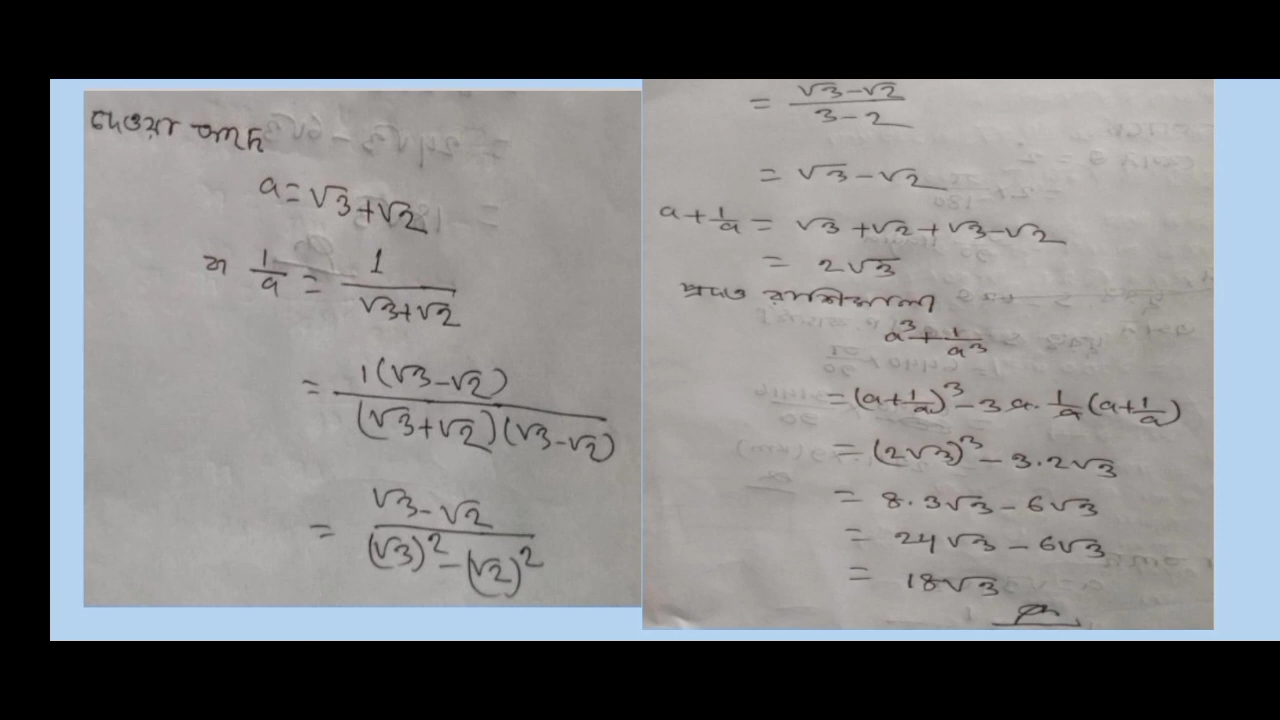 দেওয়া আছে
a = √3+√2
বা 1/a = 1/(√3+√2)
= 1(√3-√2)/(√3+√2)(√3-√2)
= (√3-√2)/((√3)²-(√2)²)
= (√3-√2)/(3-2)
= √3-√2
a+1/a = √3+√2+√3-√2
= 2√3
প্রদত্ত রাশিমালা
a³+1/a³
= (a+1/a)³-3.a.1/a(a+1/a)
= (2√3)³-3.2√3
= 8.3√3-6√3
= 24√3-6√3
= 18√3